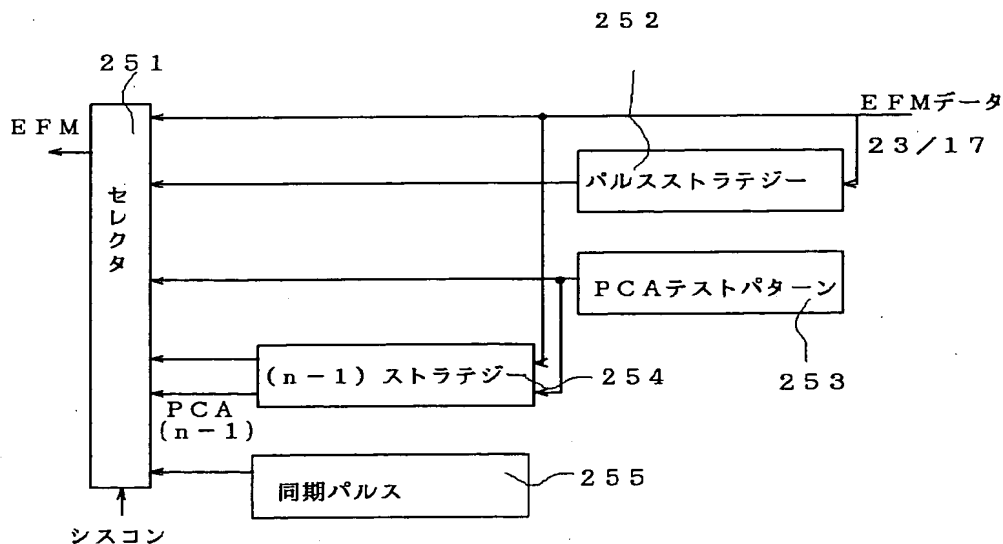 252
251
EFMデータ
EFM
23/17
パルスストラテジー
セレクタ
PCAテストパターン
253
(n-1)ストラテジー
254
PCA
(n-1)
255
同期パルス
シスコン